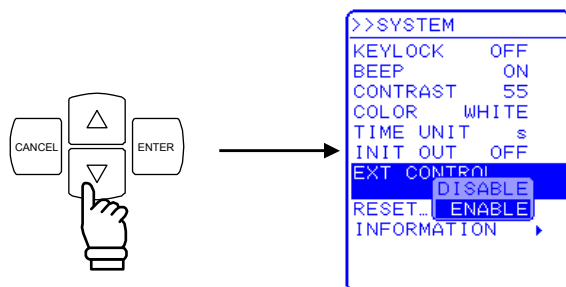 CANCEL
ENTER
>>SYSTEM
KEYLOCK OFF
BEEP ON
CONTRAST 55
COLOR WHITE
TIME UNIT s
INIT OUT OFF
EXT CONTROL
DISABLE
RESET… ENABLE
INFORMATION